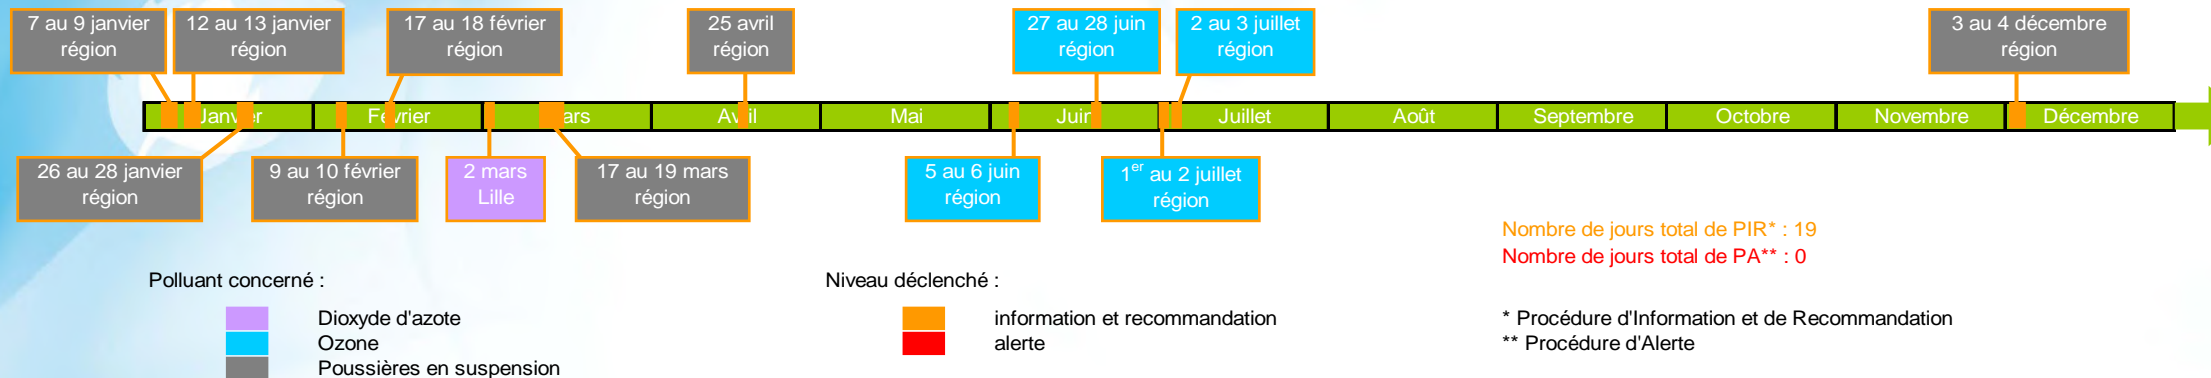 7 au 9 janvier
région
12 au 13 janvier
région
17 au 18 février
région
25 avril
région
27 au 28 juin
région
2 au 3 juillet
région
3 au 4 décembre
région
Janvier
Février
Mars
Avril
Mai
Juin
Juillet
Août
Septembre
Octobre
Novembre
Décembre
26 au 28 janvier
région
9 au 10 février
région
2 mars
Lille
17 au 19 mars
région
5 au 6 juin
région
1er au 2 juillet
région
Nombre de jours total de PIR* : 19
Nombre de jours total de PA** : 0
Polluant concerné :
Dioxyde d'azote
Ozone
Poussières en suspension
Niveau déclenché :
information et recommandation
alerte
* Procédure d'Information et de Recommandation
** Procédure d'Alerte